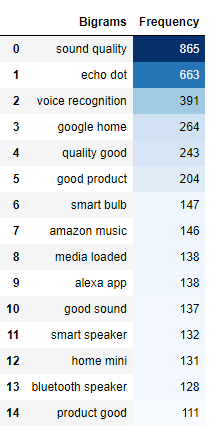 Bigrams Frequency
0 sound quality 865
1 echo dot 663
2 voice recognition 391
3 google home 264
4 quality good 243
5 good product 204
6 smart bulb 147
7 amazon music 146
8 media loaded 138
9 alexa app 138
10 good sound 137
11 smart speaker 132
12 home mini 131
13 bluetooth speaker 128
14 product good 111